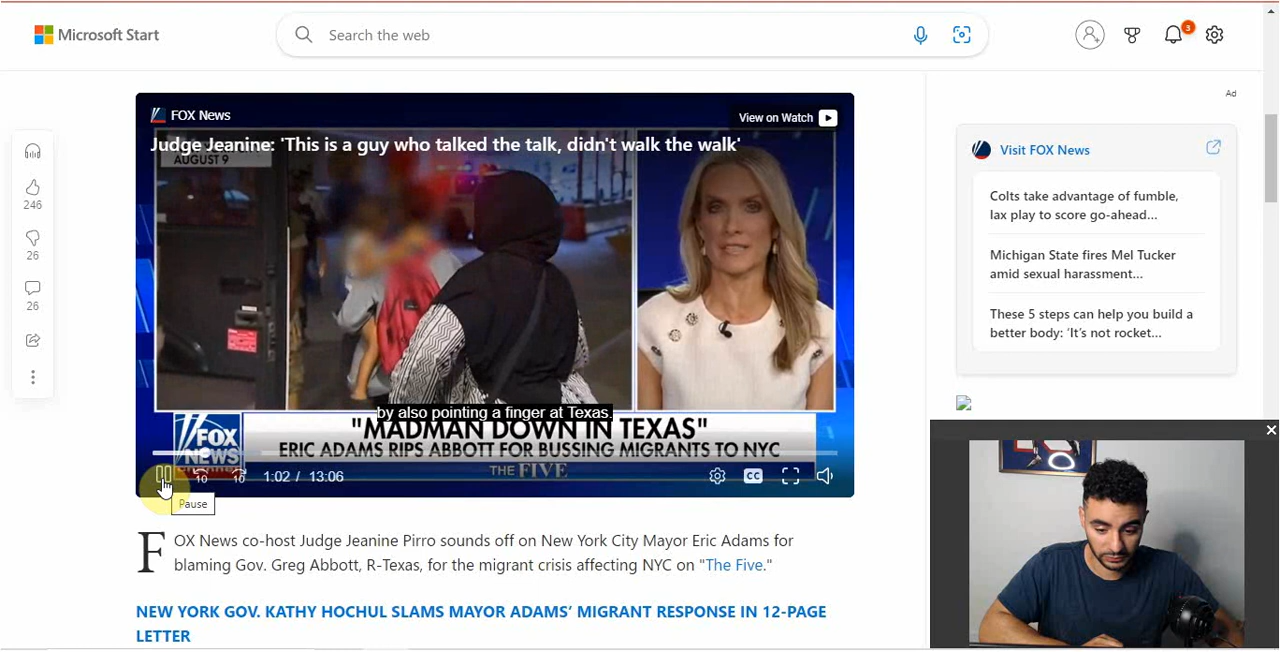 Microsoft Start
Search the web
3
FOX News
View on Watch
Judge Jeanine: 'This is a guy who talked the talk, didn't walk the walk'
AUGUST 9
246
26
26
by also pointing a finger at Texas.
"MADMAN DOWN IN TEXAS"
FOX
NEWS
ERIC ADAMS RIPS ABBOTT FOR BUSSING MIGRANTS TO NYC
THE FIVE
10
10
1:02 / 13:06
CC
Pause
FOX News co-host Judge Jeanine Pirro sounds off on New York City Mayor Eric Adams for
blaming Gov. Greg Abbott, R-Texas, for the migrant crisis affecting NYC on "The Five."
NEW YORK GOV. KATHY HOCHUL SLAMS MAYOR ADAMS' MIGRANT RESPONSE IN 12-PAGE
LETTER
Ad
Visit FOX News
Colts take advantage of fumble,
lax play to score go-ahead...
Michigan State fires Mel Tucker
amid sexual harassment...
These 5 steps can help you build a
better body: 'It's not rocket...